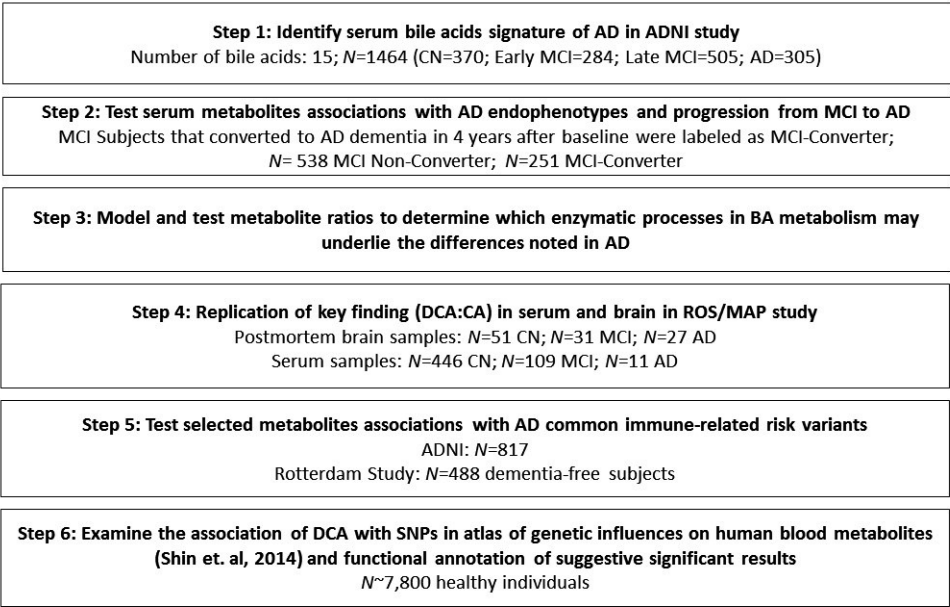 Step 1: Identify serum bile acids signature of AD in ADNI study
Number of bile acids: 15; N=1464 (CN=370; Early MCI=284; Late MCI=505; AD=305)
Step 2: Test serum metabolites associations with AD endophenotypes and progression from MCI to AD
MCI Subjects that converted to AD dementia in 4 years after baseline were labeled as MCI-Converter;
N= 538 MCI Non-Converter; N=251 MCI-Converter
Step 3: Model and test metabolite ratios to determine which enzymatic processes in BA metabolism may
underlie the differences noted in AD
Step 4: Replication of key finding (DCA:CA) in serum and brain in ROS/MAP study
Postmortem brain samples: N=51 CN; N=31 MCI; N=27 AD
Serum samples: N=446 CN; N=109 MCI; N=11 AD
Step 5: Test selected metabolites associations with AD common immune-related risk variants
ADNI: N=817
Rotterdam Study: N=488 dementia-free subjects
Step 6: Examine the association of DCA with SNPs in atlas of genetic influences on human blood metabolites
(Shin et. al, 2014) and functional annotation of suggestive significant results
N~7,800 healthy individuals